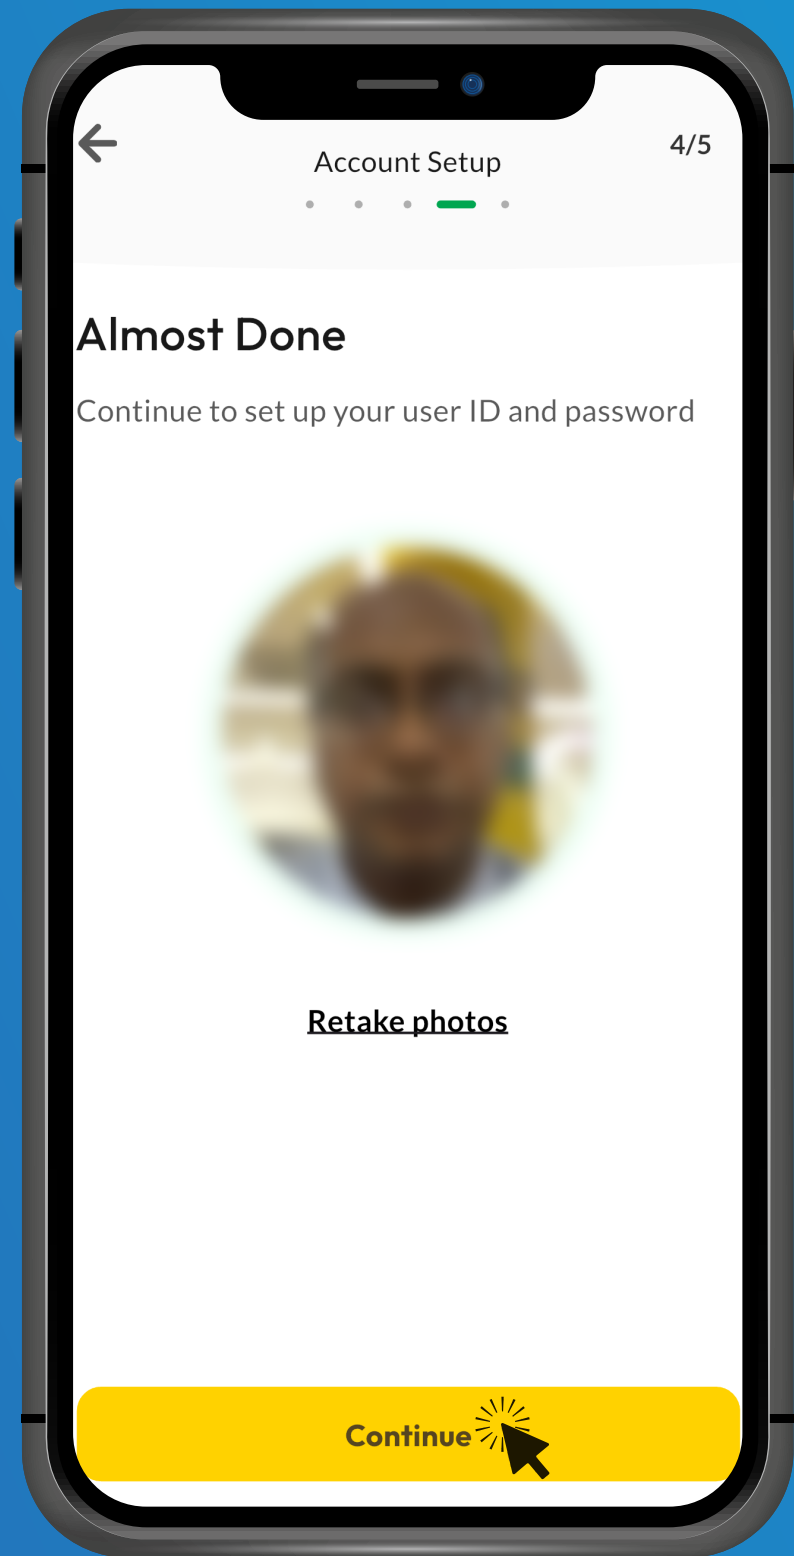 4/5
Account Setup
Almost Done
Continue to set up your user ID and password
Retake photos
Continue